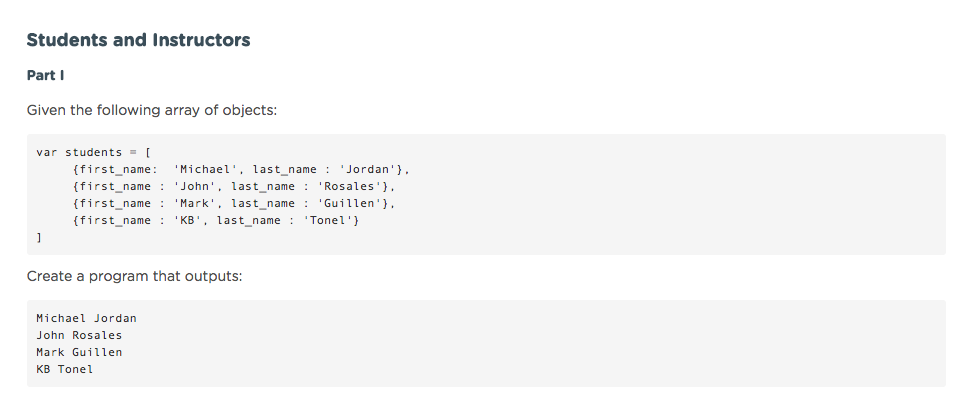 Students and Instructors
Part I
Given the following array of objects:
var students = [
     {first_name:  'Michael', last_name : 'Jordan'},
     {first_name : 'John', last_name : 'Rosales'},
     {first_name : 'Mark', last_name : 'Guillen'},
     {first_name : 'KB', last_name : 'Tonel'}
]
Create a program that outputs:
Michael Jordan
John Rosales
Mark Guillen
KB Tonel